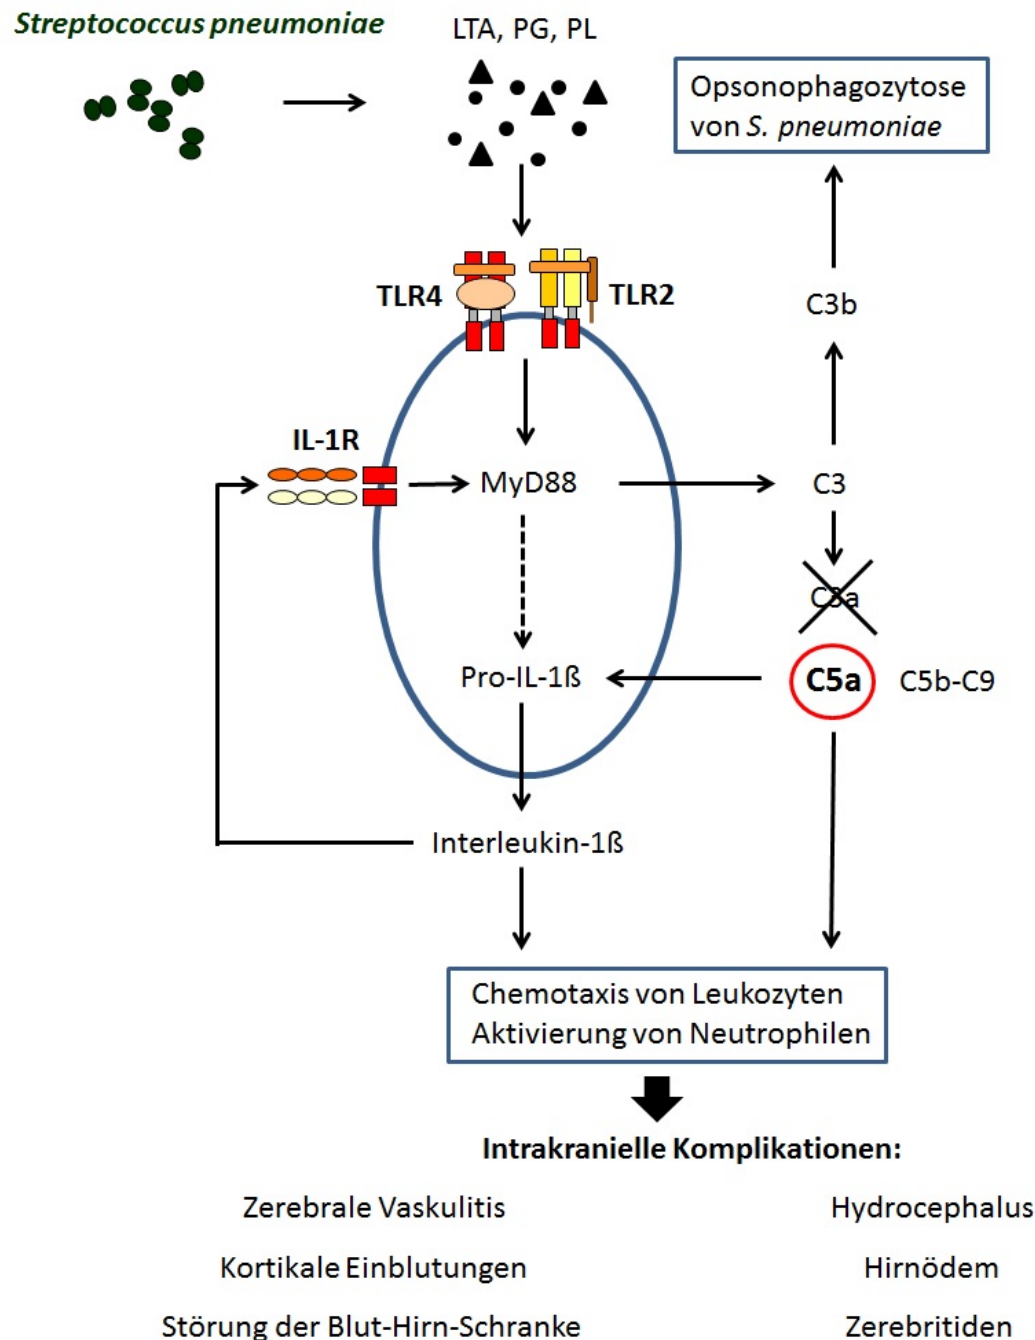 Streptococcus pneumoniae
LTA, PG, PL
Opsonophagozytose
von S. pneumoniae
TLR4
TLR2
C3b
IL-1R
MyD88
C3
C3a
Pro-IL-1ß
C5a
C5b-C9
Interleukin-1ß
Chemotaxis von Leukozyten
Aktivierung von Neutrophilen
Intrakranielle Komplikationen:
Zerebrale Vaskulitis
Hydrocephalus
Kortikale Einblutungen
Hirnödem
Störung der Blut-Hirn-Schranke
Zerebritiden